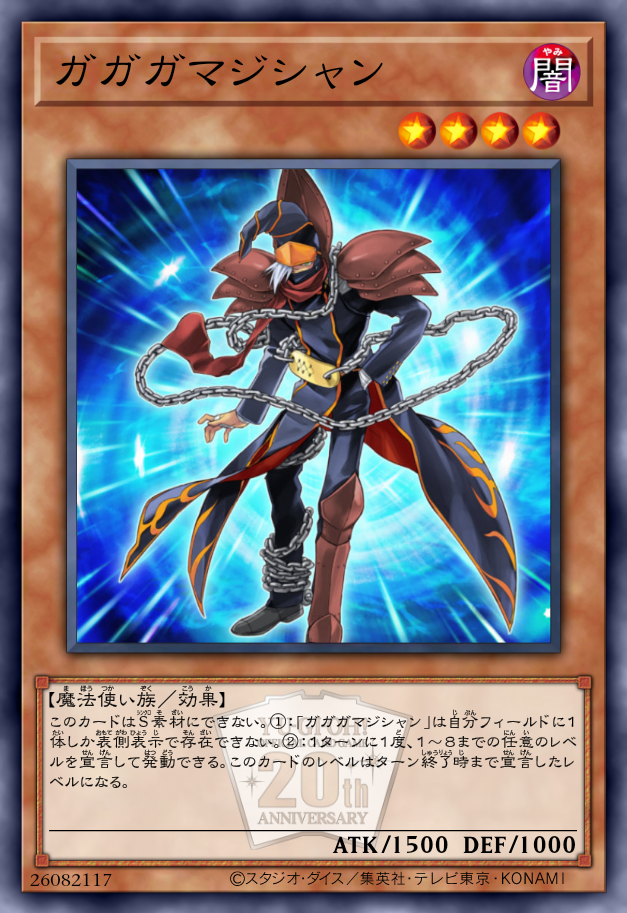 ガガガマジシャン
やみ
闇
【魔法使い族／効果】
このカードはＳ素材にできない。①：「ガガガマジシャン」は自分フィールドに１
体しか表側表示で存在できない。②：１ターンに１度、１～８までの任意のレベ
ルを宣言して発動できる。このカードのレベルはターン終了時まで宣言したレ
ベルになる。
20th
ANNIVERSARY
ATK/1500 DEF/1000
26082117
©スタジオ・ダイス／集英社・テレビ東京・KONAMI